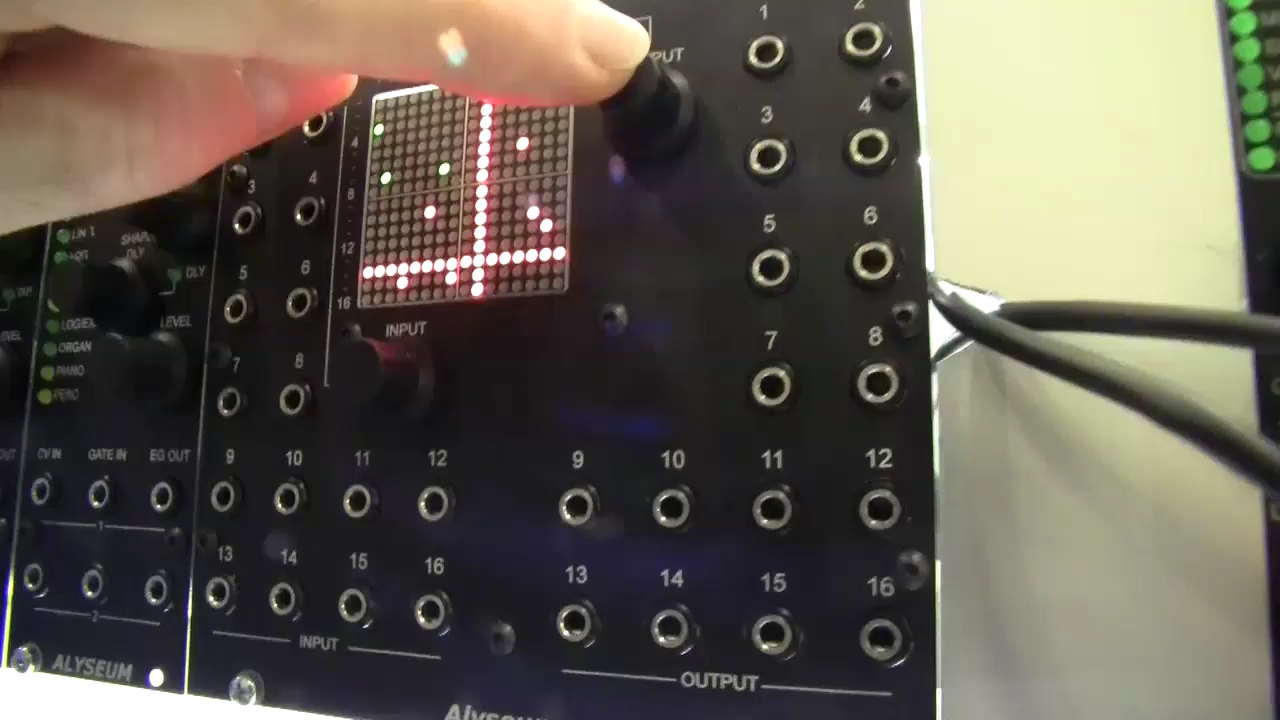 1 2
3 4
5 6
7 8
9 10 11 12
13 14 15 16
OUTPUT
4
8
12
16
INPUT
3 4
5 6
7 8
9 10 11 12
13 14 15 16
INPUT
DLY
LEVEL
ORGAN
PIANO
PERC
CV IN GATE IN EG OUT
1
2
ALYSEUM